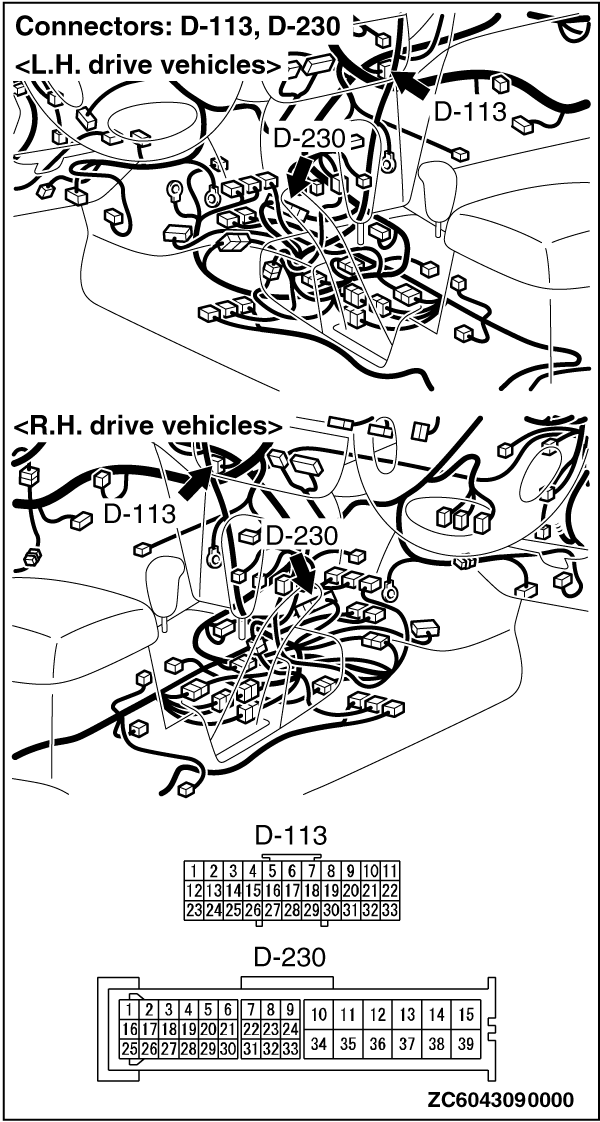 Connectors: D-113, D-230
<L.H. drive vehicles>
D-113
D-230
<R.H. drive vehicles>
D-113
D-230
D-113
1 2 3 4 5 6 7 8 9 10 11
12 13 14 15 16 17 18 19 20 21 22
23 24 25 26 27 28 29 30 31 32 33
D-230
1 2 3 4 5 6 7 8 9 10 11 12 13 14 15
16 17 18 19 20 21 22 23 24
25 26 27 28 29 30 31 32 33 34 35 36 37 38 39
ZC6043090000